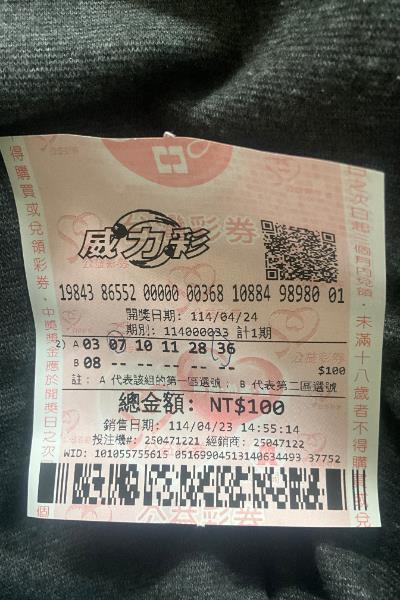 威力彩
19843 86552 00000 00368 10884 98980 01
開獎日期: 114/04/24
期別: 114000033 計1期
2) A 03 07 10 11 28 36
$100
B 08 -- -- -- -- --
註: A 代表該組的第一區選號; B 代表第二區選號
總金額: NT$100
銷售日期: 114/04/23 14:55:14
投注機#: 250471221 經銷商: 25047122
WID: 101055755615 05169904513140634493 37752
得購買或兌領彩券。中獎獎金應於開獎日之次
日之次日起
個月內兌領。未滿十八歲者不得購買或兌
公益彩券
公益彩券